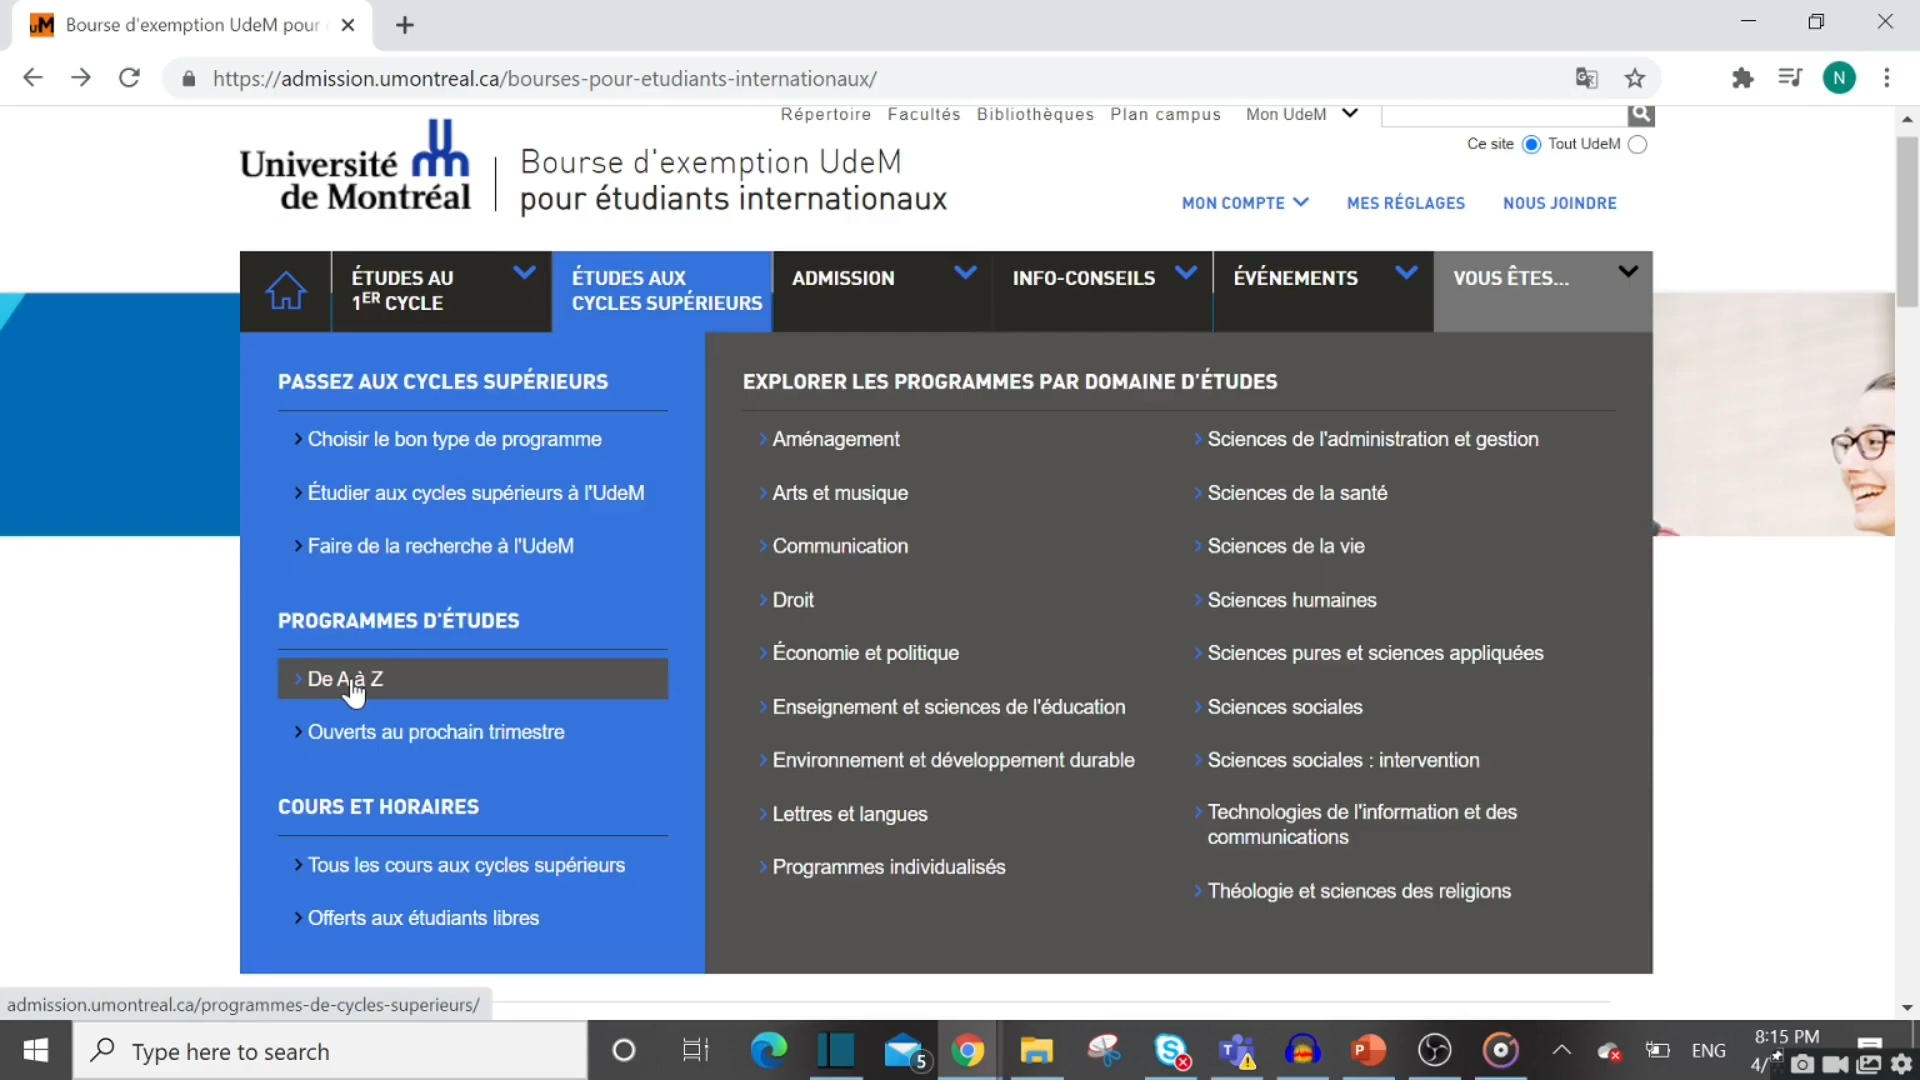 Bourse d'exemption UdeM pour
https://admission.umontreal.ca/bourses-pour-etudiants-internationaux/
N
Répertoire Facultés Bibliothèques Plan campus Mon UdeM
Ce site Tout UdeM
Université
de Montréal
Bourse d'exemption UdeM
pour étudiants internationaux
MON COMPTE MES RÉGLAGES NOUS JOINDRE
ÉTUDES AU
1ER CYCLE
ÉTUDES AUX
CYCLES SUPÉRIEURS
ADMISSION
INFO-CONSEILS
ÉVÉNEMENTS
VOUS ÊTES...
PASSEZ AUX CYCLES SUPÉRIEURS
Choisir le bon type de programme
Étudier aux cycles supérieurs à l'UdeM
Faire de la recherche à l'UdeM
PROGRAMMES D'ÉTUDES
De A à Z
Ouverts au prochain trimestre
COURS ET HORAIRES
Tous les cours aux cycles supérieurs
Offerts aux étudiants libres
EXPLORER LES PROGRAMMES PAR DOMAINE D'ÉTUDES
Aménagement
Arts et musique
Communication
Droit
Économie et politique
Enseignement et sciences de l'éducation
Environnement et développement durable
Lettres et langues
Programmes individualisés
Sciences de l'administration et gestion
Sciences de la santé
Sciences de la vie
Sciences humaines
Sciences pures et sciences appliquées
Sciences sociales
Sciences sociales : intervention
Technologies de l'information et des
communications
Théologie et sciences des religions
admission.umontreal.ca/programmes-de-cycles-superieurs/
Type here to search
5
ENG
8:15 PM
4/